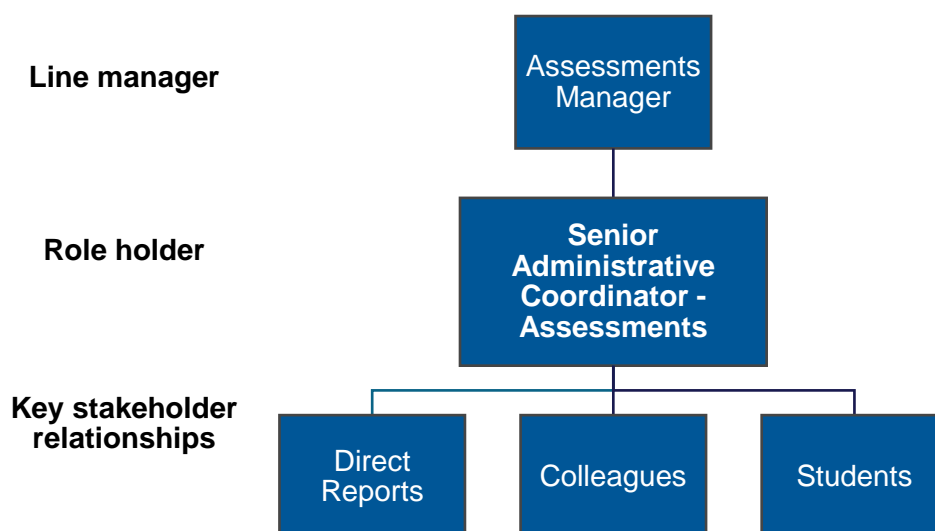 Line manager
Assessments
Manager
Role holder
Senior
Administrative
Coordinator -
Assessments
Key stakeholder
relationships
Direct
Reports
Colleagues
Students